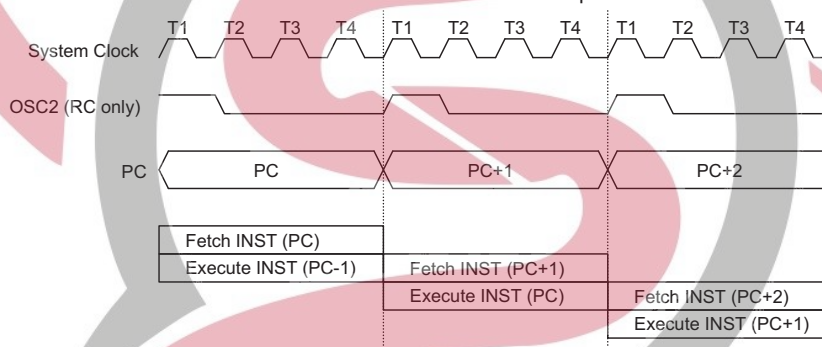 T1 T2 T3 T4 T1 T2 T3 T4 T1 T2 T3 T4
System Clock
OSC2 (RC only)
PC PC PC+1 PC+2
Fetch INST (PC)
Execute INST (PC-1) Fetch INST (PC+1)
Execute INST (PC) Fetch INST (PC+2)
Execute INST (PC+1)